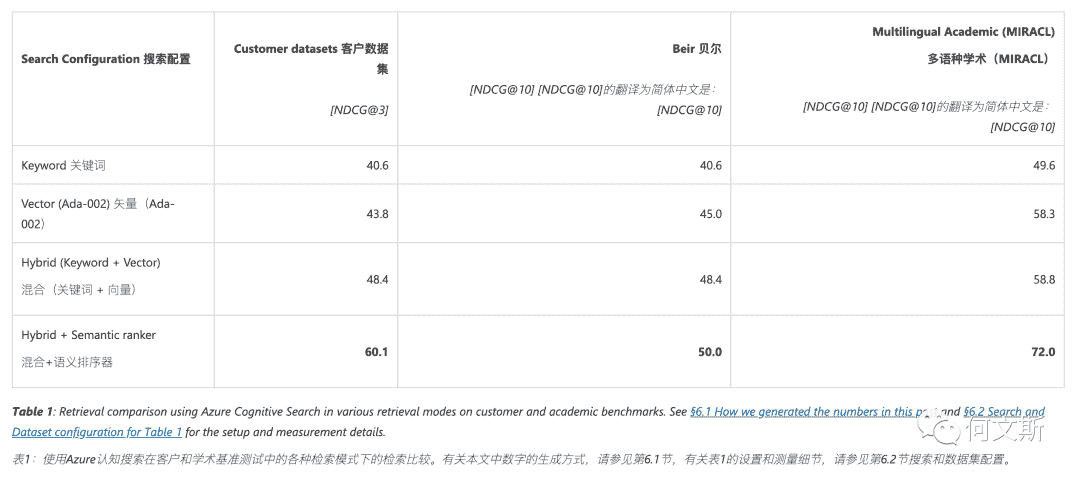 Search Configuration 搜索配置
Customer datasets 客户数据
集
[NDCG@3]
Beir 贝尔
[NDCG@10] [NDCG@10]的翻译为简体中文是：
[NDCG@10]
Multilingual Academic (MIRACL)
多语种学术（MIRACL）
[NDCG@10] [NDCG@10]的翻译为简体中文是：
[NDCG@10]
Keyword 关键词
40.6
40.6
49.6
Vector (Ada-002) 矢量（Ada-
002）
43.8
45.0
58.3
Hybrid (Keyword + Vector)
混合（关键词 + 向量）
48.4
48.4
58.8
Hybrid + Semantic ranker
混合+语义排序器
60.1
50.0
72.0
Table 1: Retrieval comparison using Azure Cognitive Search in various retrieval modes on customer and academic benchmarks. See §6.1 How we generated the numbers in this and §6.2 Search and
Dataset configuration for Table 1 for the setup and measurement details.
表1：使用Azure认知搜索在客户和学术基准测试中的各种检索模式下的检索比较。有关本文中数字的生成方式，请参见第6.1节，有关表1的设置和测量细节，请参见第6.2节搜索和数据集配置。
何文斯